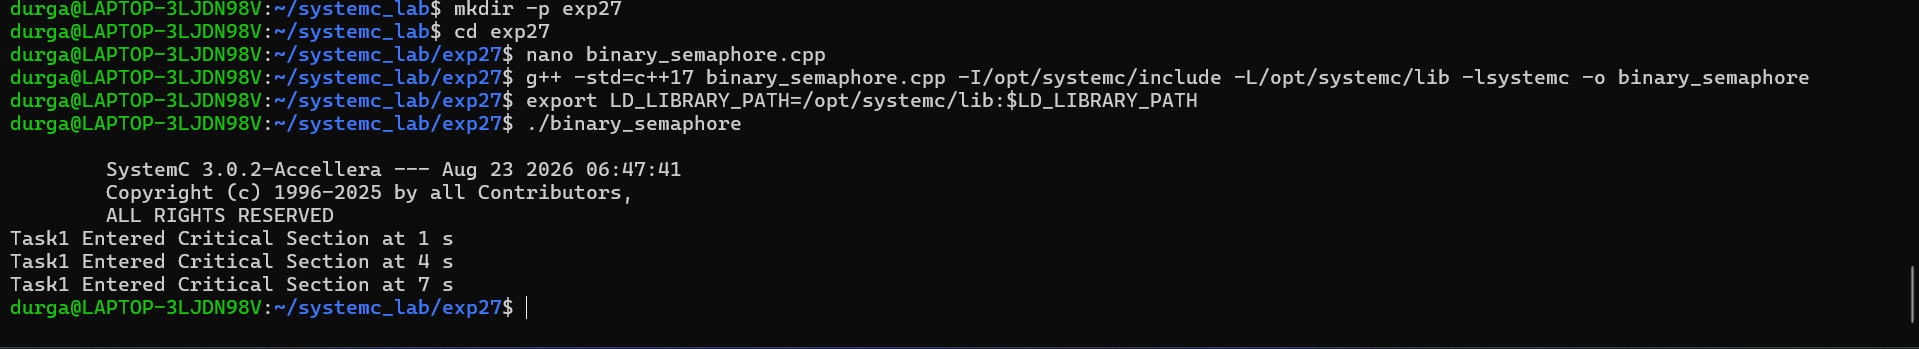 durga@LAPTOP-3LJDN98V:~/systemc_lab$ mkdir -p exp27
durga@LAPTOP-3LJDN98V:~/systemc_lab$ cd exp27
durga@LAPTOP-3LJDN98V:~/systemc_lab/exp27$ nano binary_semaphore.cpp
durga@LAPTOP-3LJDN98V:~/systemc_lab/exp27$ g++ -std=c++17 binary_semaphore.cpp -I/opt/systemc/include -L/opt/systemc/lib -lsystemc -o binary_semaphore
durga@LAPTOP-3LJDN98V:~/systemc_lab/exp27$ export LD_LIBRARY_PATH=/opt/systemc/lib:$LD_LIBRARY_PATH
durga@LAPTOP-3LJDN98V:~/systemc_lab/exp27$ ./binary_semaphore
SystemC 3.0.2-Accellera --- Aug 23 2026 06:47:41
Copyright (c) 1996-2025 by all Contributors,
ALL RIGHTS RESERVED
Task1 Entered Critical Section at 1 s
Task1 Entered Critical Section at 4 s
Task1 Entered Critical Section at 7 s
durga@LAPTOP-3LJDN98V:~/systemc_lab/exp27$